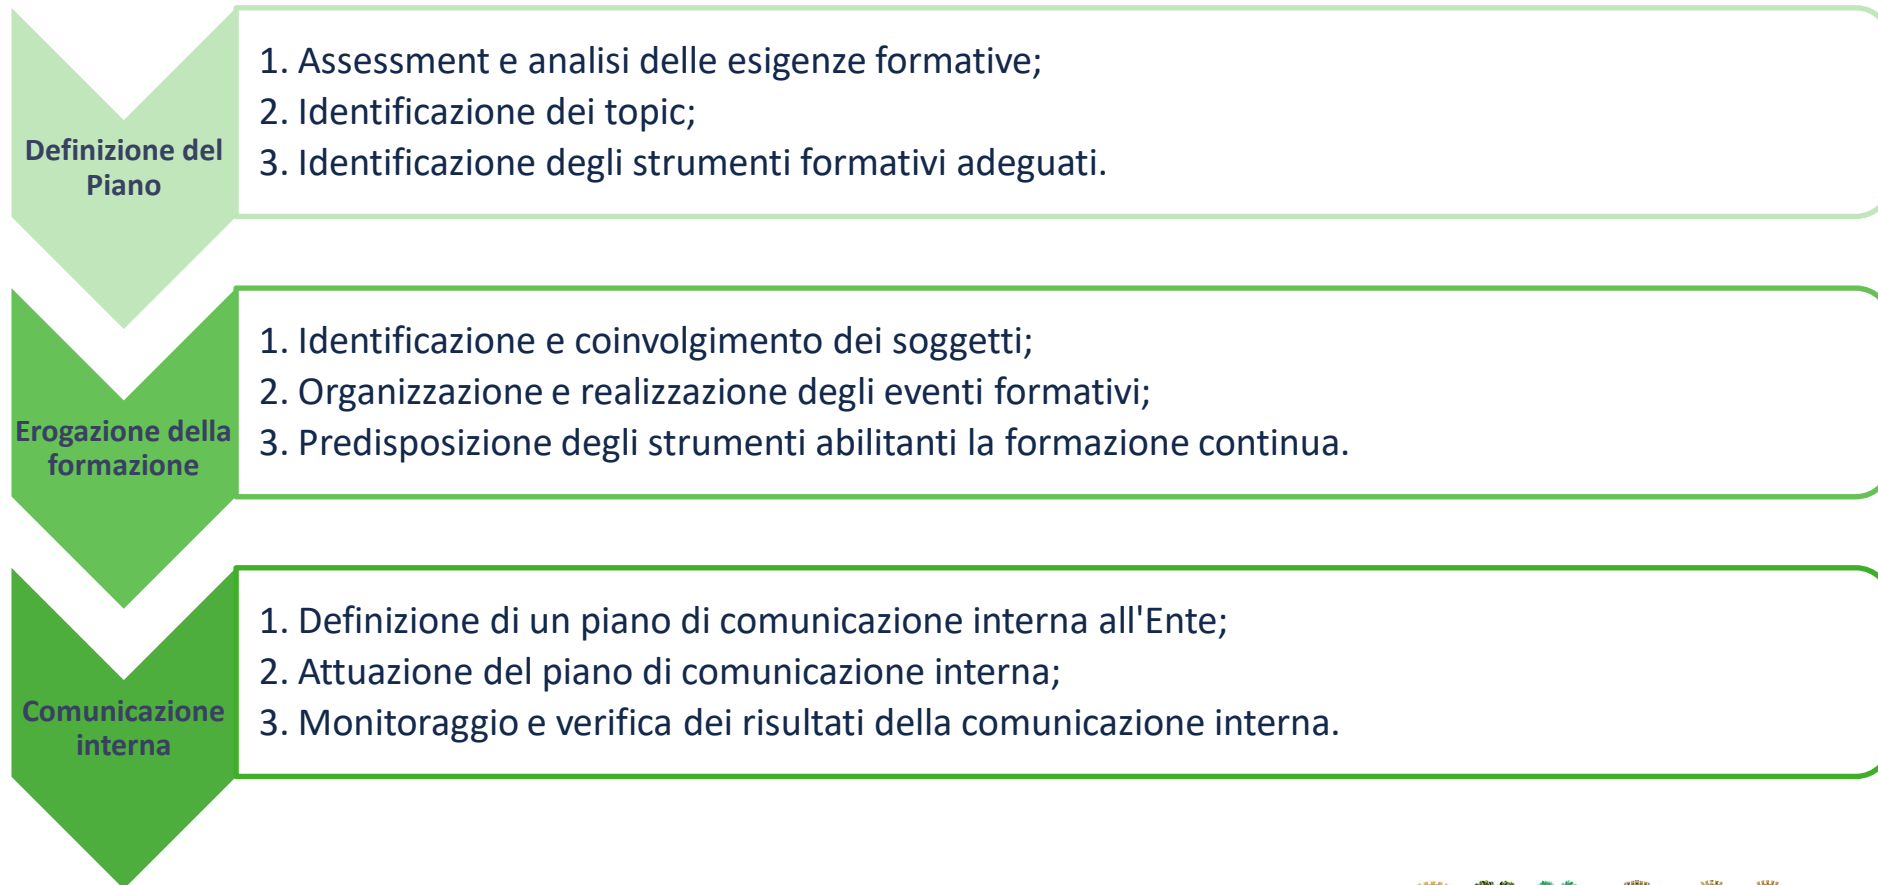 Definizione del
Piano
1. Assessment e analisi delle esigenze formative;
2. Identificazione dei topic;
3. Identificazione degli strumenti formativi adeguati.
Erogazione della
formazione
1. Identificazione e coinvolgimento dei soggetti;
2. Organizzazione e realizzazione degli eventi formativi;
3. Predisposizione degli strumenti abilitanti la formazione continua.
Comunicazione
interna
1. Definizione di un piano di comunicazione interna all'Ente;
2. Attuazione del piano di comunicazione interna;
3. Monitoraggio e verifica dei risultati della comunicazione interna.